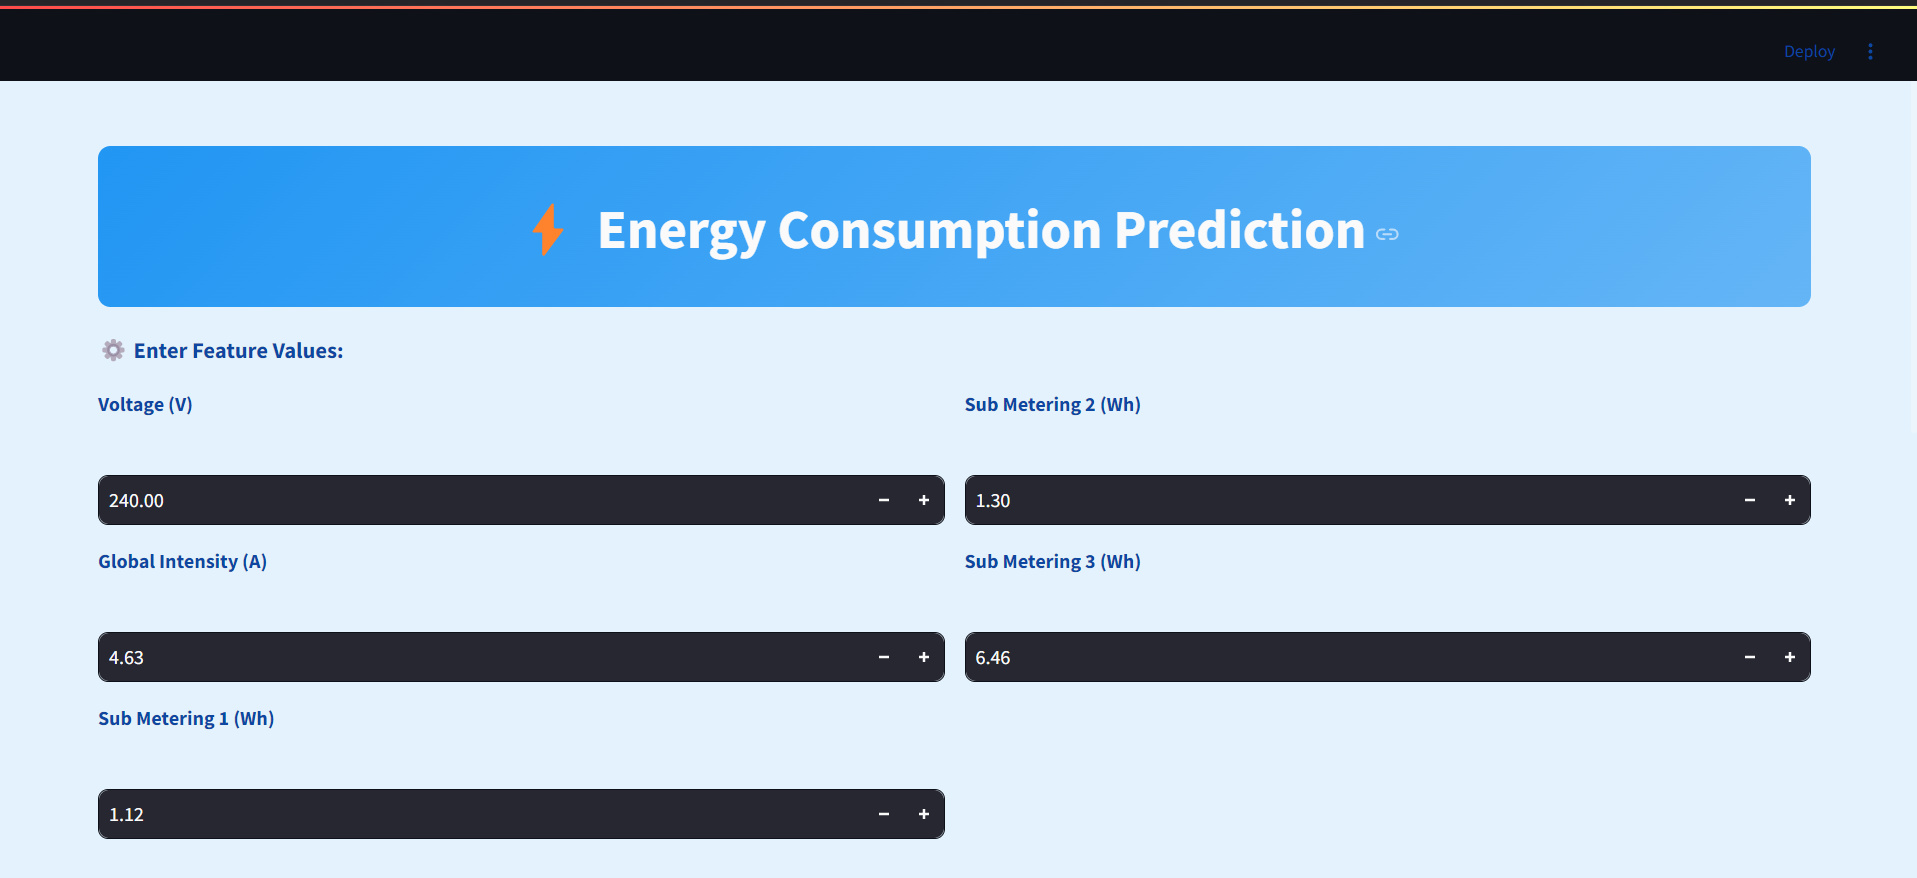 Deploy
Energy Consumption Prediction
Enter Feature Values:
Voltage (V)
240.00
Global Intensity (A)
4.63
Sub Metering 1 (Wh)
1.12
Sub Metering 2 (Wh)
1.30
Sub Metering 3 (Wh)
6.46